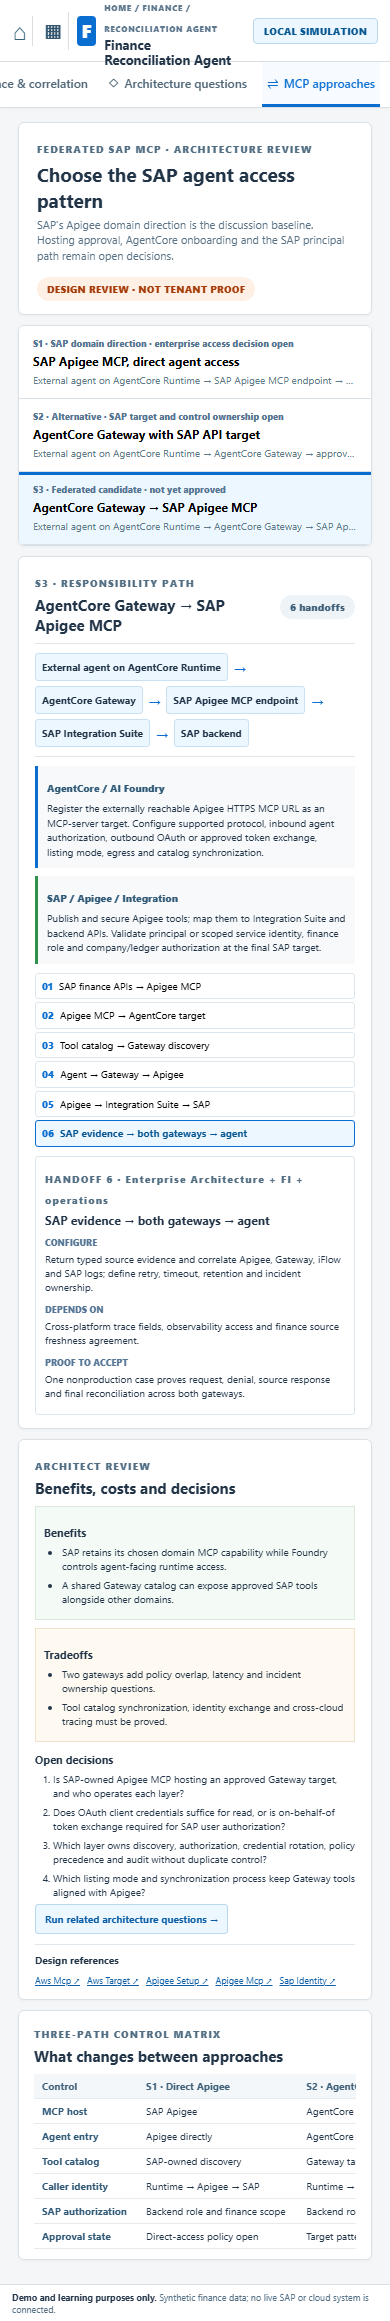 HOME / FINANCE /
RECONCILIATION AGENT
F
Finance
Reconciliation Agent
LOCAL SIMULATION
ce & correlation
◇ Architecture questions
⇌ MCP approaches
FEDERATED SAP MCP • ARCHITECTURE REVIEW
Choose the SAP agent access
pattern
SAP's Apigee domain direction is the discussion baseline.
Hosting approval, AgentCore onboarding and the SAP principal
path remain open decisions.
DESIGN REVIEW • NOT TENANT PROOF
S1 • SAP domain direction • enterprise access decision open
SAP Apigee MCP, direct agent access
External agent on AgentCore Runtime → SAP Apigee MCP endpoint → ...
S2 • Alternative • SAP target and control ownership open
AgentCore Gateway with SAP API target
External agent on AgentCore Runtime → AgentCore Gateway → approv...
S3 • Federated candidate • not yet approved
AgentCore Gateway → SAP Apigee MCP
External agent on AgentCore Runtime → AgentCore Gateway → SAP Ap...
S3 • RESPONSIBILITY PATH
AgentCore Gateway → SAP
Apigee MCP
6 handoffs
External agent on AgentCore Runtime →
AgentCore Gateway → SAP Apigee MCP endpoint →
SAP Integration Suite → SAP backend
AgentCore / AI Foundry
Register the externally reachable Apigee HTTPS MCP URL as an
MCP-server target. Configure supported protocol, inbound agent
authorization, outbound OAuth or approved token exchange,
listing mode, egress and catalog synchronization.
SAP / Apigee / Integration
Publish and secure Apigee tools; map them to Integration Suite and
backend APIs. Validate principal or scoped service identity, finance
role and company/ledger authorization at the final SAP target.
01 SAP finance APIs → Apigee MCP
02 Apigee MCP → AgentCore target
03 Tool catalog → Gateway discovery
04 Agent → Gateway → Apigee
05 Apigee → Integration Suite → SAP
06 SAP evidence → both gateways → agent
HANDOFF 6 • Enterprise Architecture + FI +
operations
SAP evidence → both gateways → agent
CONFIGURE
Return typed source evidence and correlate Apigee, Gateway, iFlow
and SAP logs; define retry, timeout, retention and incident
ownership.
DEPENDS ON
Cross-platform trace fields, observability access and finance source
freshness agreement.
PROOF TO ACCEPT
One nonproduction case proves request, denial, source response
and final reconciliation across both gateways.
ARCHITECT REVIEW
Benefits, costs and decisions
Benefits
• SAP retains its chosen domain MCP capability while Foundry
controls agent-facing runtime access.
• A shared Gateway catalog can expose approved SAP tools
alongside other domains.
Tradeoffs
• Two gateways add policy overlap, latency and incident
ownership questions.
• Tool catalog synchronization, identity exchange and cross-cloud
tracing must be proved.
Open decisions
1. Is SAP-owned Apigee MCP hosting an approved Gateway target,
and who operates each layer?
2. Does OAuth client credentials suffice for read, or is on-behalf-of
token exchange required for SAP user authorization?
3. Which layer owns discovery, authorization, credential rotation, policy
precedence and audit without duplicate control?
4. Which listing mode and synchronization process keep Gateway tools
aligned with Apigee?
Run related architecture questions →
Design references
Aws Mcp ↗ Aws Target ↗ Apigee Setup ↗ Apigee Mcp ↗ Sap Identity ↗
THREE-PATH CONTROL MATRIX
What changes between approaches
Control S1 • Direct Apigee S2 • Agent
MCP host SAP Apigee AgentCore
Agent entry Apigee directly AgentCore
Tool catalog SAP-owned discovery Gateway ta
Caller identity Runtime → Apigee → SAP Runtime →
SAP authorization Backend role and finance scope Backend ro
Approval state Direct-access policy open Target patt
Demo and learning purposes only. Synthetic finance data; no live SAP or cloud system is
connected.